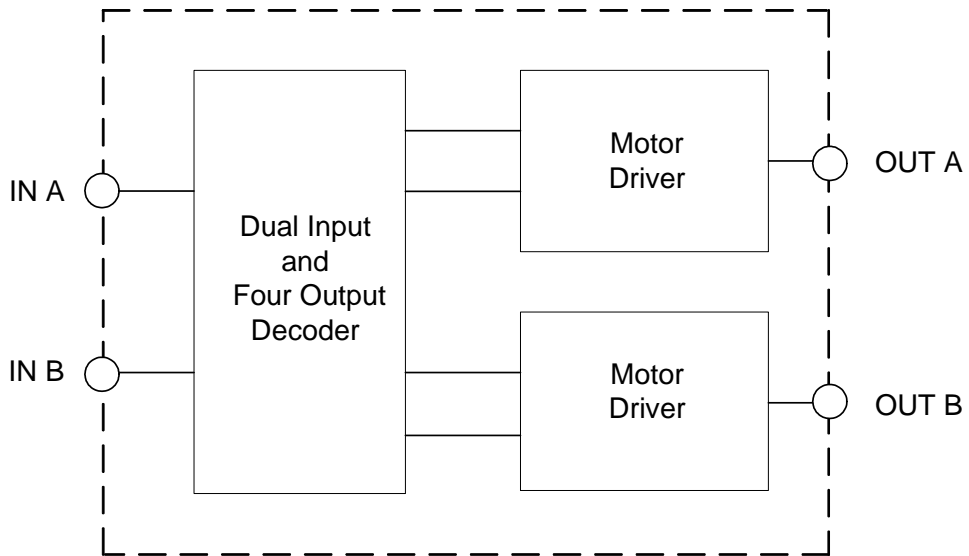 IN A
IN B
Dual Input
and
Four Output
Decoder
Motor
Driver
Motor
Driver
OUT A
OUT B